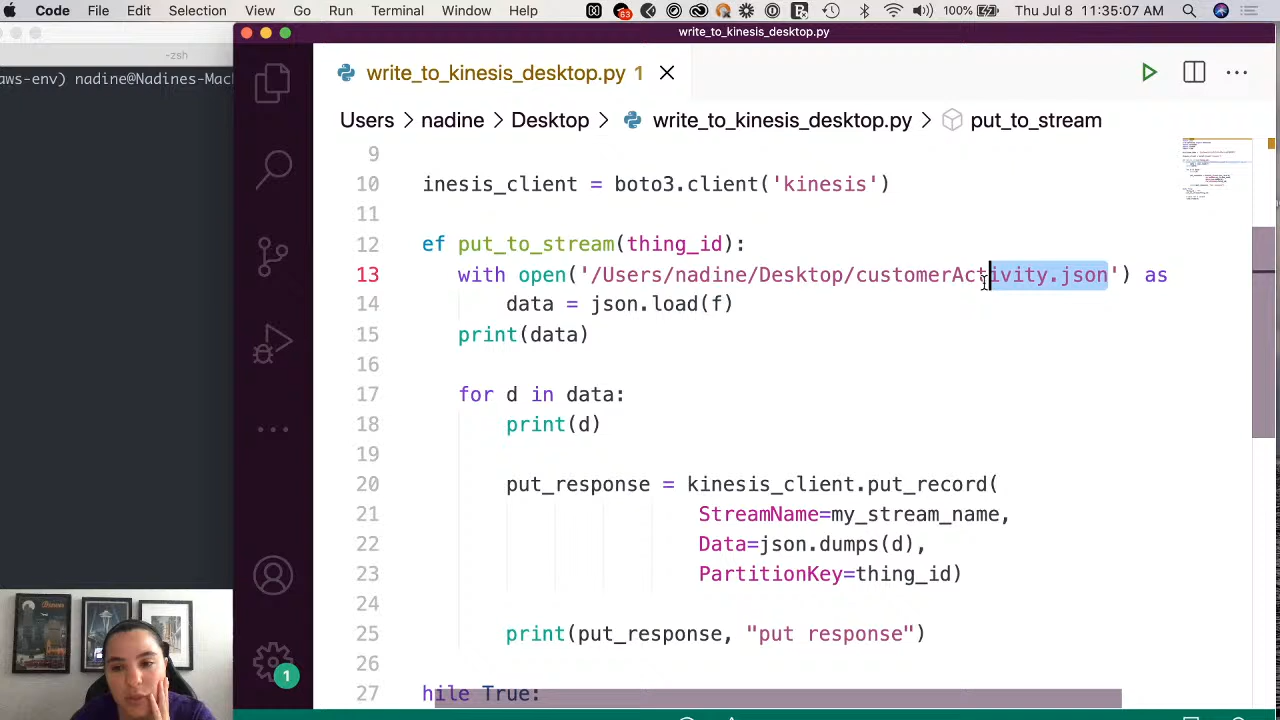 Code File Edit Selection View Go Run Terminal Window Help 63 100% Thu Jul 8 11:35:07 AM
write_to_kinesis_desktop.py
-zsh
aws-env) nadine@Nadines-Mac
write_to_kinesis_desktop.py 1
Users > nadine > Desktop > write_to_kinesis_desktop.py > put_to_stream
9
10 inesis_client = boto3.client('kinesis')
11
12 ef put_to_stream(thing_id):
13 with open('/Users/nadine/Desktop/customerActivity.json') as
14 data = json.load(f)
15 print(data)
16
17 for d in data:
18 print(d)
19
20 put_response = kinesis_client.put_record(
21 StreamName=my_stream_name,
22 Data=json.dumps(d),
23 PartitionKey=thing_id)
24
25 print(put_response, "put response")
26
27 hile True:
1